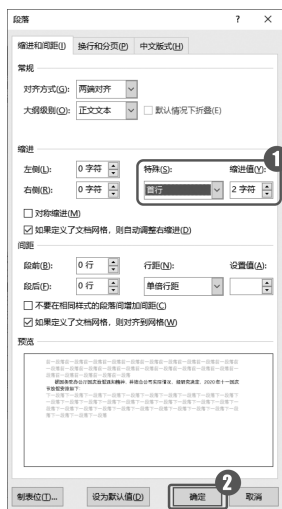 段落 ? ×
缩进和间距(I) 换行和分页(P) 中文版式(H)
常规
对齐方式(G): 两端对齐
大纲级别(O): 正文文本 默认情况下折叠(E)
缩进
左侧(L): 0 字符 特殊(S): 缩进值(Y): 1
右侧(R): 0 字符 首行 2 字符
对称缩进(M)
如果定义了文档网格，则自动调整右缩进(D)
间距
段前(B): 0 行 行距(N): 设置值(A):
段后(F): 0 行 单倍行距
不要在相同样式的段落间增加间距(C)
如果定义了文档网格，则对齐到网格(W)
预览
制表位(T)... 设为默认值(D) 确定 2 取消